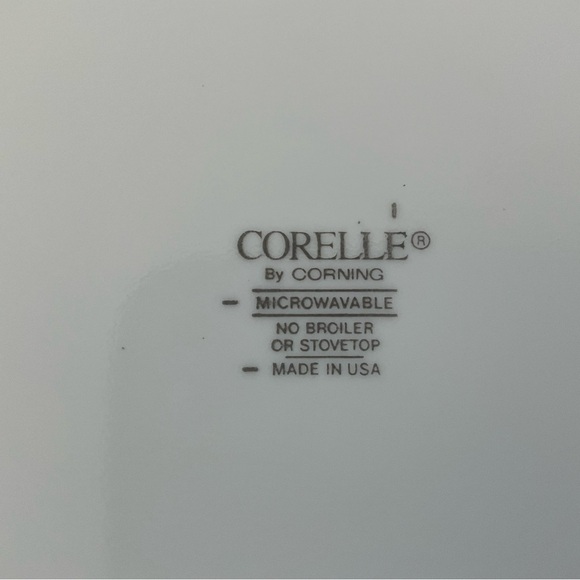 CORELLE®
By CORNING
MICROWAVABLE
NO BROILER
OR STOVETOP
MADE IN USA